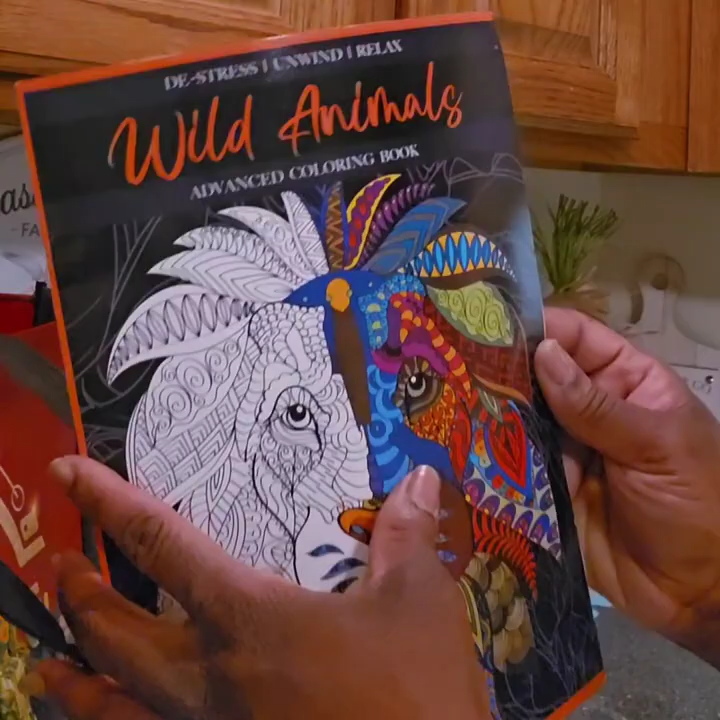 DE-STRESS | UNWIND | RELAX
Wild Animals
ADVANCED COLORING BOOK